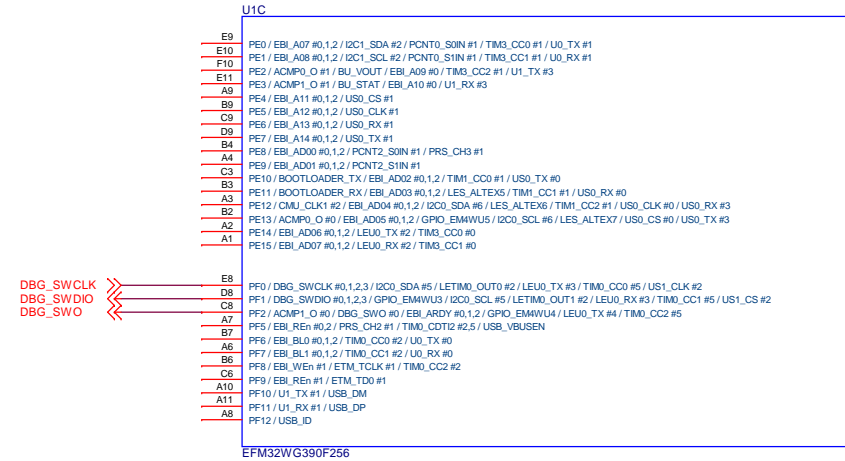 U1C
E9 PE0 / EBI_A07 #0,1,2 / I2C1_SDA #2 / PCNT0_S0IN #1 / TIM3_CC0 #1 / U0_TX #1
E10 PE1 / EBI_A08 #0,1,2 / I2C1_SCL #2 / PCNT0_S1IN #1 / TIM3_CC1 #1 / U0_RX #1
F10 PE2 / ACMP0_O #1 / BU_VOUT / EBI_A09 #0 / TIM3_CC2 #1 / U1_TX #3
E11 PE3 / ACMP1_O #1 / BU_STAT / EBI_A10 #0 / U1_RX #3
A9 PE4 / EBI_A11 #0,1,2 / US0_CS #1
B9 PE5 / EBI_A12 #0,1,2 / US0_CLK #1
C9 PE6 / EBI_A13 #0,1,2 / US0_RX #1
D9 PE7 / EBI_A14 #0,1,2 / US0_TX #1
B4 PE8 / EBI_AD00 #0,1,2 / PCNT2_S0IN #1 / PRS_CH3 #1
A4 PE9 / EBI_AD01 #0,1,2 / PCNT2_S1IN #1
C3 PE10 / BOOTLOADER_TX / EBI_AD02 #0,1,2 / TIM1_CC0 #1 / US0_TX #0
B3 PE11 / BOOTLOADER_RX / EBI_AD03 #0,1,2 / LES_ALTEX5 / TIM1_CC1 #1 / US0_RX #0
A3 PE12 / CMU_CLK1 #2 / EBI_AD04 #0,1,2 / I2C0_SDA #6 / LES_ALTEX6 / TIM1_CC2 #1 / US0_CLK #0 / US0_RX #3
B2 PE13 / ACMP0_O #0 / EBI_AD05 #0,1,2 / GPIO_EM4WU5 / I2C0_SCL #6 / LES_ALTEX7 / US0_CS #0 / US0_TX #3
A2 PE14 / EBI_AD06 #0,1,2 / LEU0_TX #2 / TIM3_CC0 #0
A1 PE15 / EBI_AD07 #0,1,2 / LEU0_RX #2 / TIM3_CC1 #0
DBG_SWCLK E8 PF0 / DBG_SWCLK #0,1,2,3 / I2C0_SDA #5 / LETIM0_OUT0 #2 / LEU0_TX #3 / TIM0_CC0 #5 / US1_CLK #2
DBG_SWDIO D8 PF1 / DBG_SWDIO #0,1,2,3 / GPIO_EM4WU3 / I2C0_SCL #5 / LETIM0_OUT1 #2 / LEU0_RX #3 / TIM0_CC1 #5 / US1_CS #2
DBG_SWO C8 PF2 / ACMP1_O #0 / DBG_SWO #0 / EBI_ARDY #0,1,2 / GPIO_EM4WU4 / LEU0_TX #4 / TIM0_CC2 #5
A7 PF5 / EBI_REn #0,2 / PRS_CH2 #1 / TIM0_CDTI2 #2,5 / USB_VBUSEN
B7 PF6 / EBI_BL0 #0,1,2 / TIM0_CC0 #2 / U0_TX #0
A6 PF7 / EBI_BL1 #0,1,2 / TIM0_CC1 #2 / U0_RX #0
B6 PF8 / EBI_WEn #1 / ETM_TCLK #1 / TIM0_CC2 #2
C6 PF9 / EBI_REn #1 / ETM_TD0 #1
A10 PF10 / U1_TX #1 / USB_DM
A11 PF11 / U1_RX #1 / USB_DP
A8 PF12 / USB_ID
EFM32WG390F256